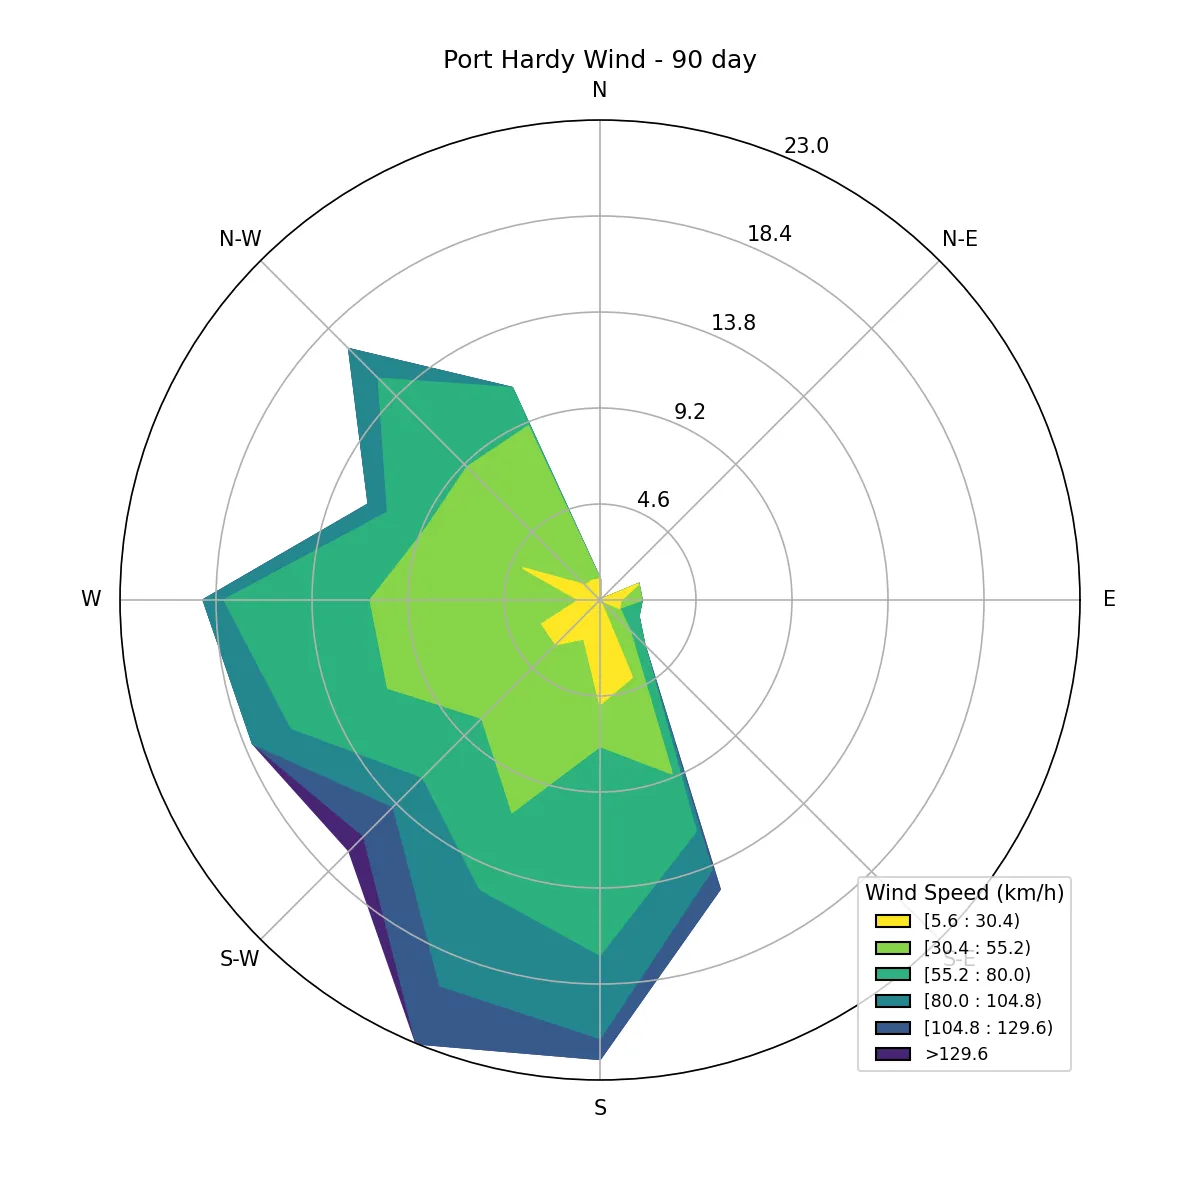 Port Hardy Wind - 90 day
N
23.0
N-W
18.4
N-E
13.8
9.2
4.6
W
E
Wind Speed (km/h)
[5.6 : 30.4)
[30.4 : 55.2)
S-W
S-E
[55.2 : 80.0)
[80.0 : 104.8)
[104.8 : 129.6)
>129.6
S